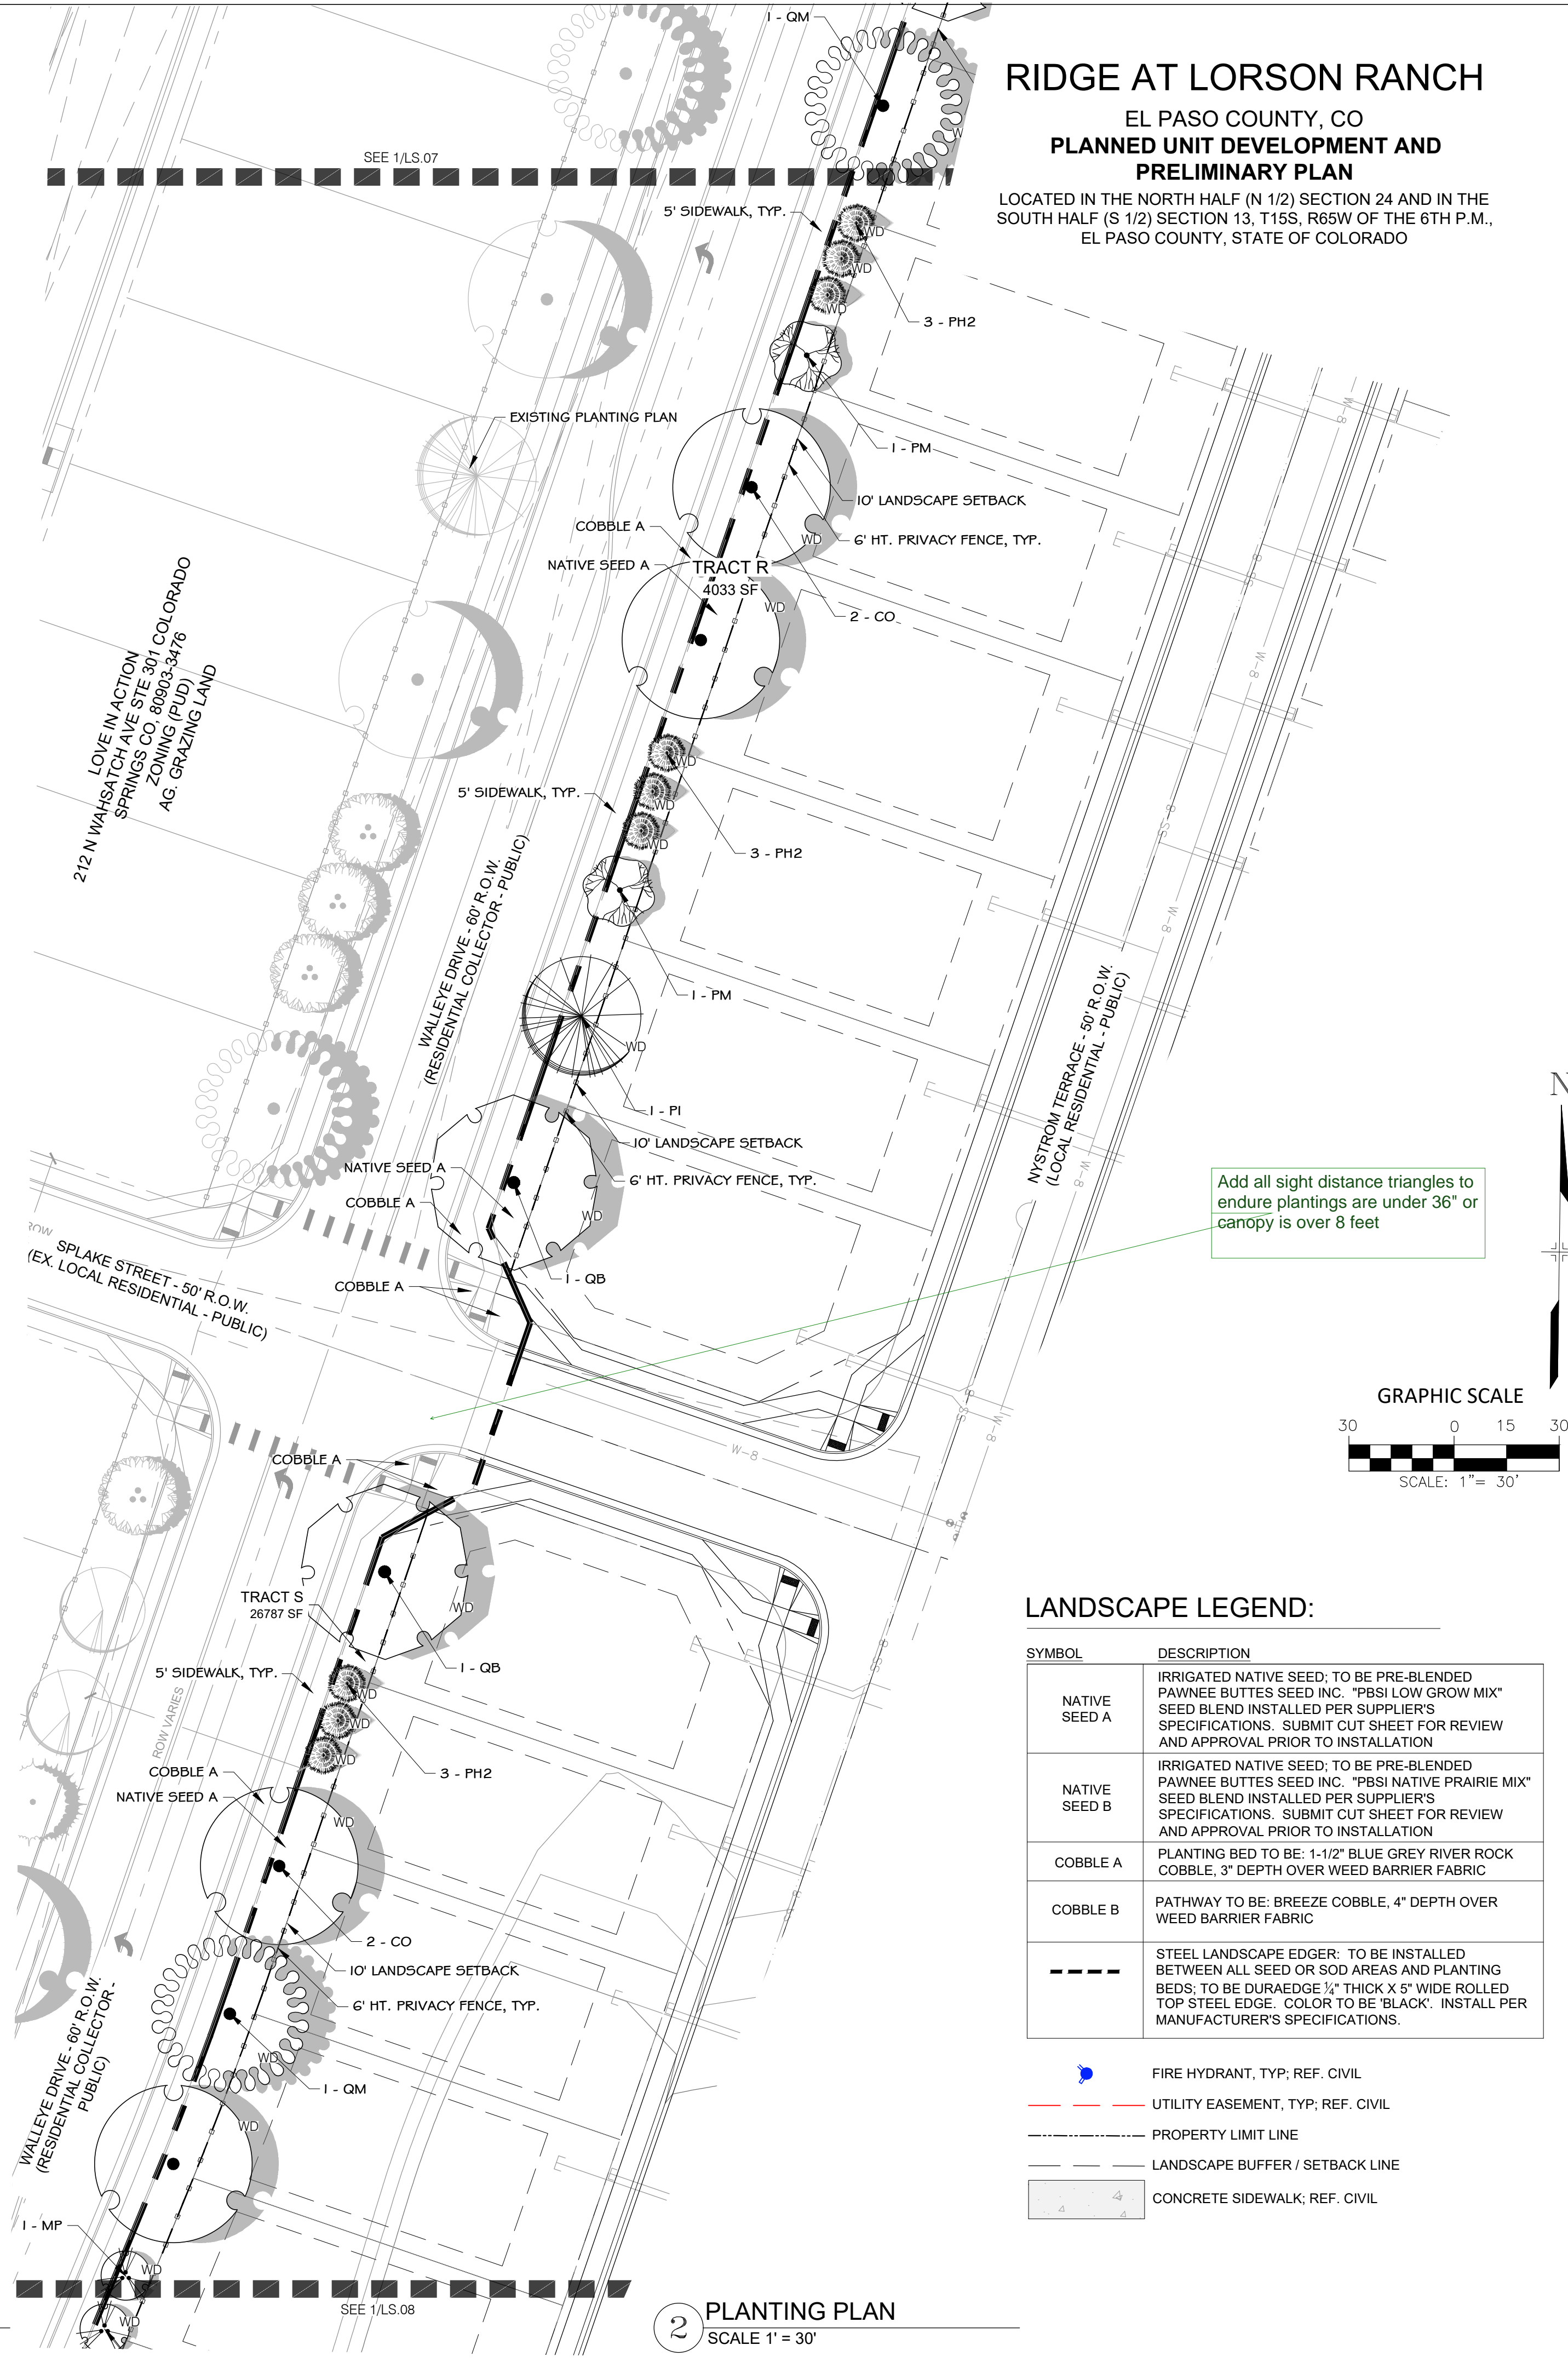 1 - QM
RIDGE AT LORSON RANCH
EL PASO COUNTY, CO
PLANNED UNIT DEVELOPMENT AND
PRELIMINARY PLAN
LOCATED IN THE NORTH HALF (N 1/2) SECTION 24 AND IN THE
SOUTH HALF (S 1/2) SECTION 13, T15S, R65W OF THE 6TH P.M.,
EL PASO COUNTY, STATE OF COLORADO
SEE 1/LS.07
W
5' SIDEWALK, TYP.
WD
WD
WD
3 - PH2
EXISTING PLANTING PLAN
W-8
1 - PM
10' LANDSCAPE SETBACK
COBBLE A
6' HT. PRIVACY FENCE, TYP.
WD
NATIVE SEED A
TRACT R
4033 SF
WD
2 - CO
LOVE IN ACTION
212 N WAHSATCH AVE STE 301 COLORADO
SPRINGS CO, 80903-3476
ZONING (PUD)
AG. GRAZING LAND
W-8
WD
WD
WD
5' SIDEWALK, TYP.
8 SS
3 - PH2
WALLEYE DRIVE - 60' R.O.W.
(RESIDENTIAL COLLECTOR - PUBLIC)
W-8
1 - PM
NYSTROM TERRACE - 50' R.O.W.
(LOCAL RESIDENTIAL - PUBLIC)
WD
N
1 - PI
10' LANDSCAPE SETBACK
NATIVE SEED A
6' HT. PRIVACY FENCE, TYP.
W-8
COBBLE A
WD
Add all sight distance triangles to
endure plantings are under 36" or
canopy is over 8 feet
ROW
SPLAKE STREET - 50' R.O.W.
(EX. LOCAL RESIDENTIAL - PUBLIC)
COBBLE A
1 - QB
GRAPHIC SCALE
30 0 15 30
SCALE: 1"= 30'
8 SS
W-8
W-8
COBBLE A
TRACT S
26787 SF
WD
1 - QB
8 SS
5' SIDEWALK, TYP.
WD
WD
WD
ROW VARIES
3 - PH2
COBBLE A
NATIVE SEED A
WD
2 - CO
10' LANDSCAPE SETBACK
6' HT. PRIVACY FENCE, TYP.
WD
1 - QM
WALLEYE DRIVE - 60' R.O.W.
(RESIDENTIAL COLLECTOR -
PUBLIC)
WD
1 - MP
WD
SEE 1/LS.08
WD
LANDSCAPE LEGEND:
SYMBOL DESCRIPTION
NATIVE
SEED A
IRRIGATED NATIVE SEED; TO BE PRE-BLENDED
PAWNEE BUTTES SEED INC. "PBSI LOW GROW MIX"
SEED BLEND INSTALLED PER SUPPLIER'S
SPECIFICATIONS. SUBMIT CUT SHEET FOR REVIEW
AND APPROVAL PRIOR TO INSTALLATION
NATIVE
SEED B
IRRIGATED NATIVE SEED; TO BE PRE-BLENDED
PAWNEE BUTTES SEED INC. "PBSI NATIVE PRAIRIE MIX"
SEED BLEND INSTALLED PER SUPPLIER'S
SPECIFICATIONS. SUBMIT CUT SHEET FOR REVIEW
AND APPROVAL PRIOR TO INSTALLATION
COBBLE A
PLANTING BED TO BE: 1-1/2" BLUE GREY RIVER ROCK
COBBLE, 3" DEPTH OVER WEED BARRIER FABRIC
COBBLE B
PATHWAY TO BE: BREEZE COBBLE, 4" DEPTH OVER
WEED BARRIER FABRIC
STEEL LANDSCAPE EDGER: TO BE INSTALLED
BETWEEN ALL SEED OR SOD AREAS AND PLANTING
BEDS; TO BE DURAEDGE ¼" THICK X 5" WIDE ROLLED
TOP STEEL EDGE. COLOR TO BE 'BLACK'. INSTALL PER
MANUFACTURER'S SPECIFICATIONS.
FIRE HYDRANT, TYP; REF. CIVIL
UTILITY EASEMENT, TYP; REF. CIVIL
PROPERTY LIMIT LINE
LANDSCAPE BUFFER / SETBACK LINE
CONCRETE SIDEWALK; REF. CIVIL
2
PLANTING PLAN
SCALE 1' = 30'